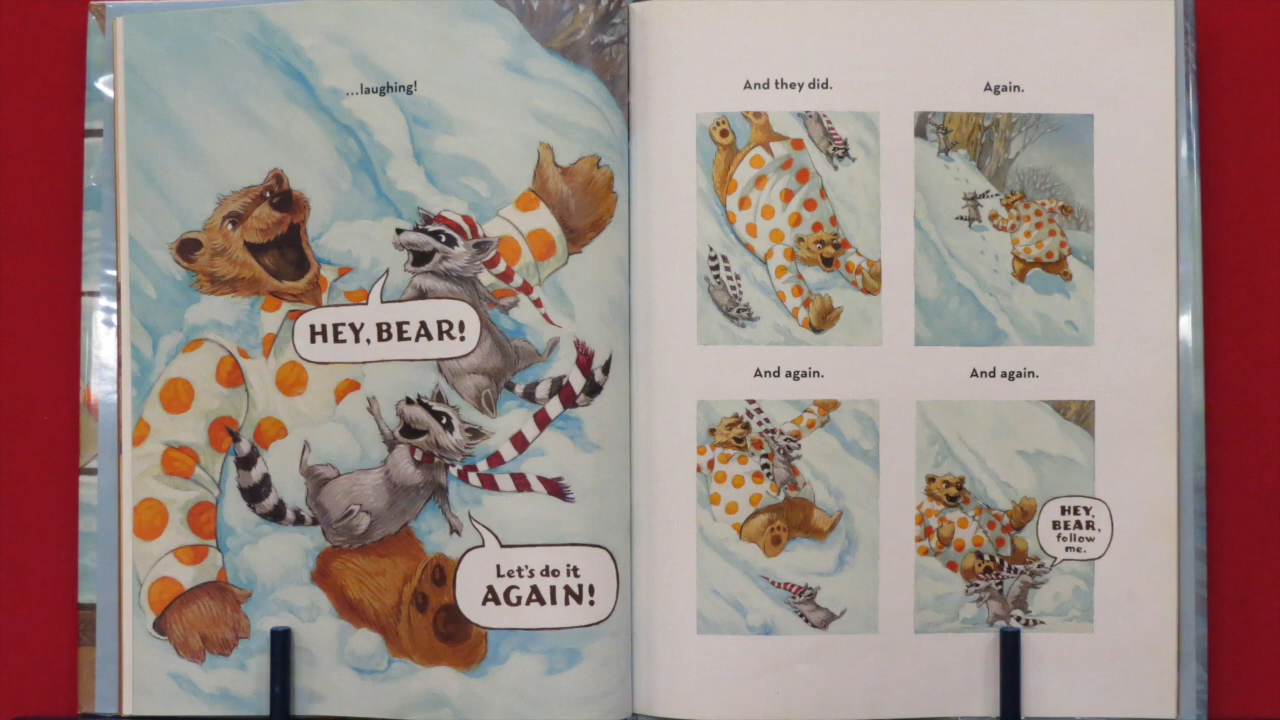 ...laughing!
HEY, BEAR!
Let's do it
AGAIN!
And they did.
Again.
And again.
And again.
HEY,
BEAR,
follow
me.